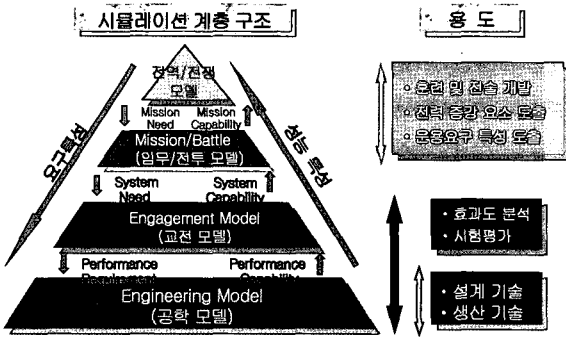 시뮬레이션 계층 구조
용 도
전역/전쟁
모델
Mission Mission
Need Capability
Mission/Battle
(임무/전투 모델)
System System
Need Capability
Engagement Model
(교전 모델)
Performance Performance
Requirement Capability
Engineering Model
(공학 모델)
요구특성
성능 특성
• 훈련 및 전술 개발
• 전력 증강 요소 도출
• 운용요구 특성 도출
• 효과도 분석
• 시험평가
• 설계 기술
• 생산 기술